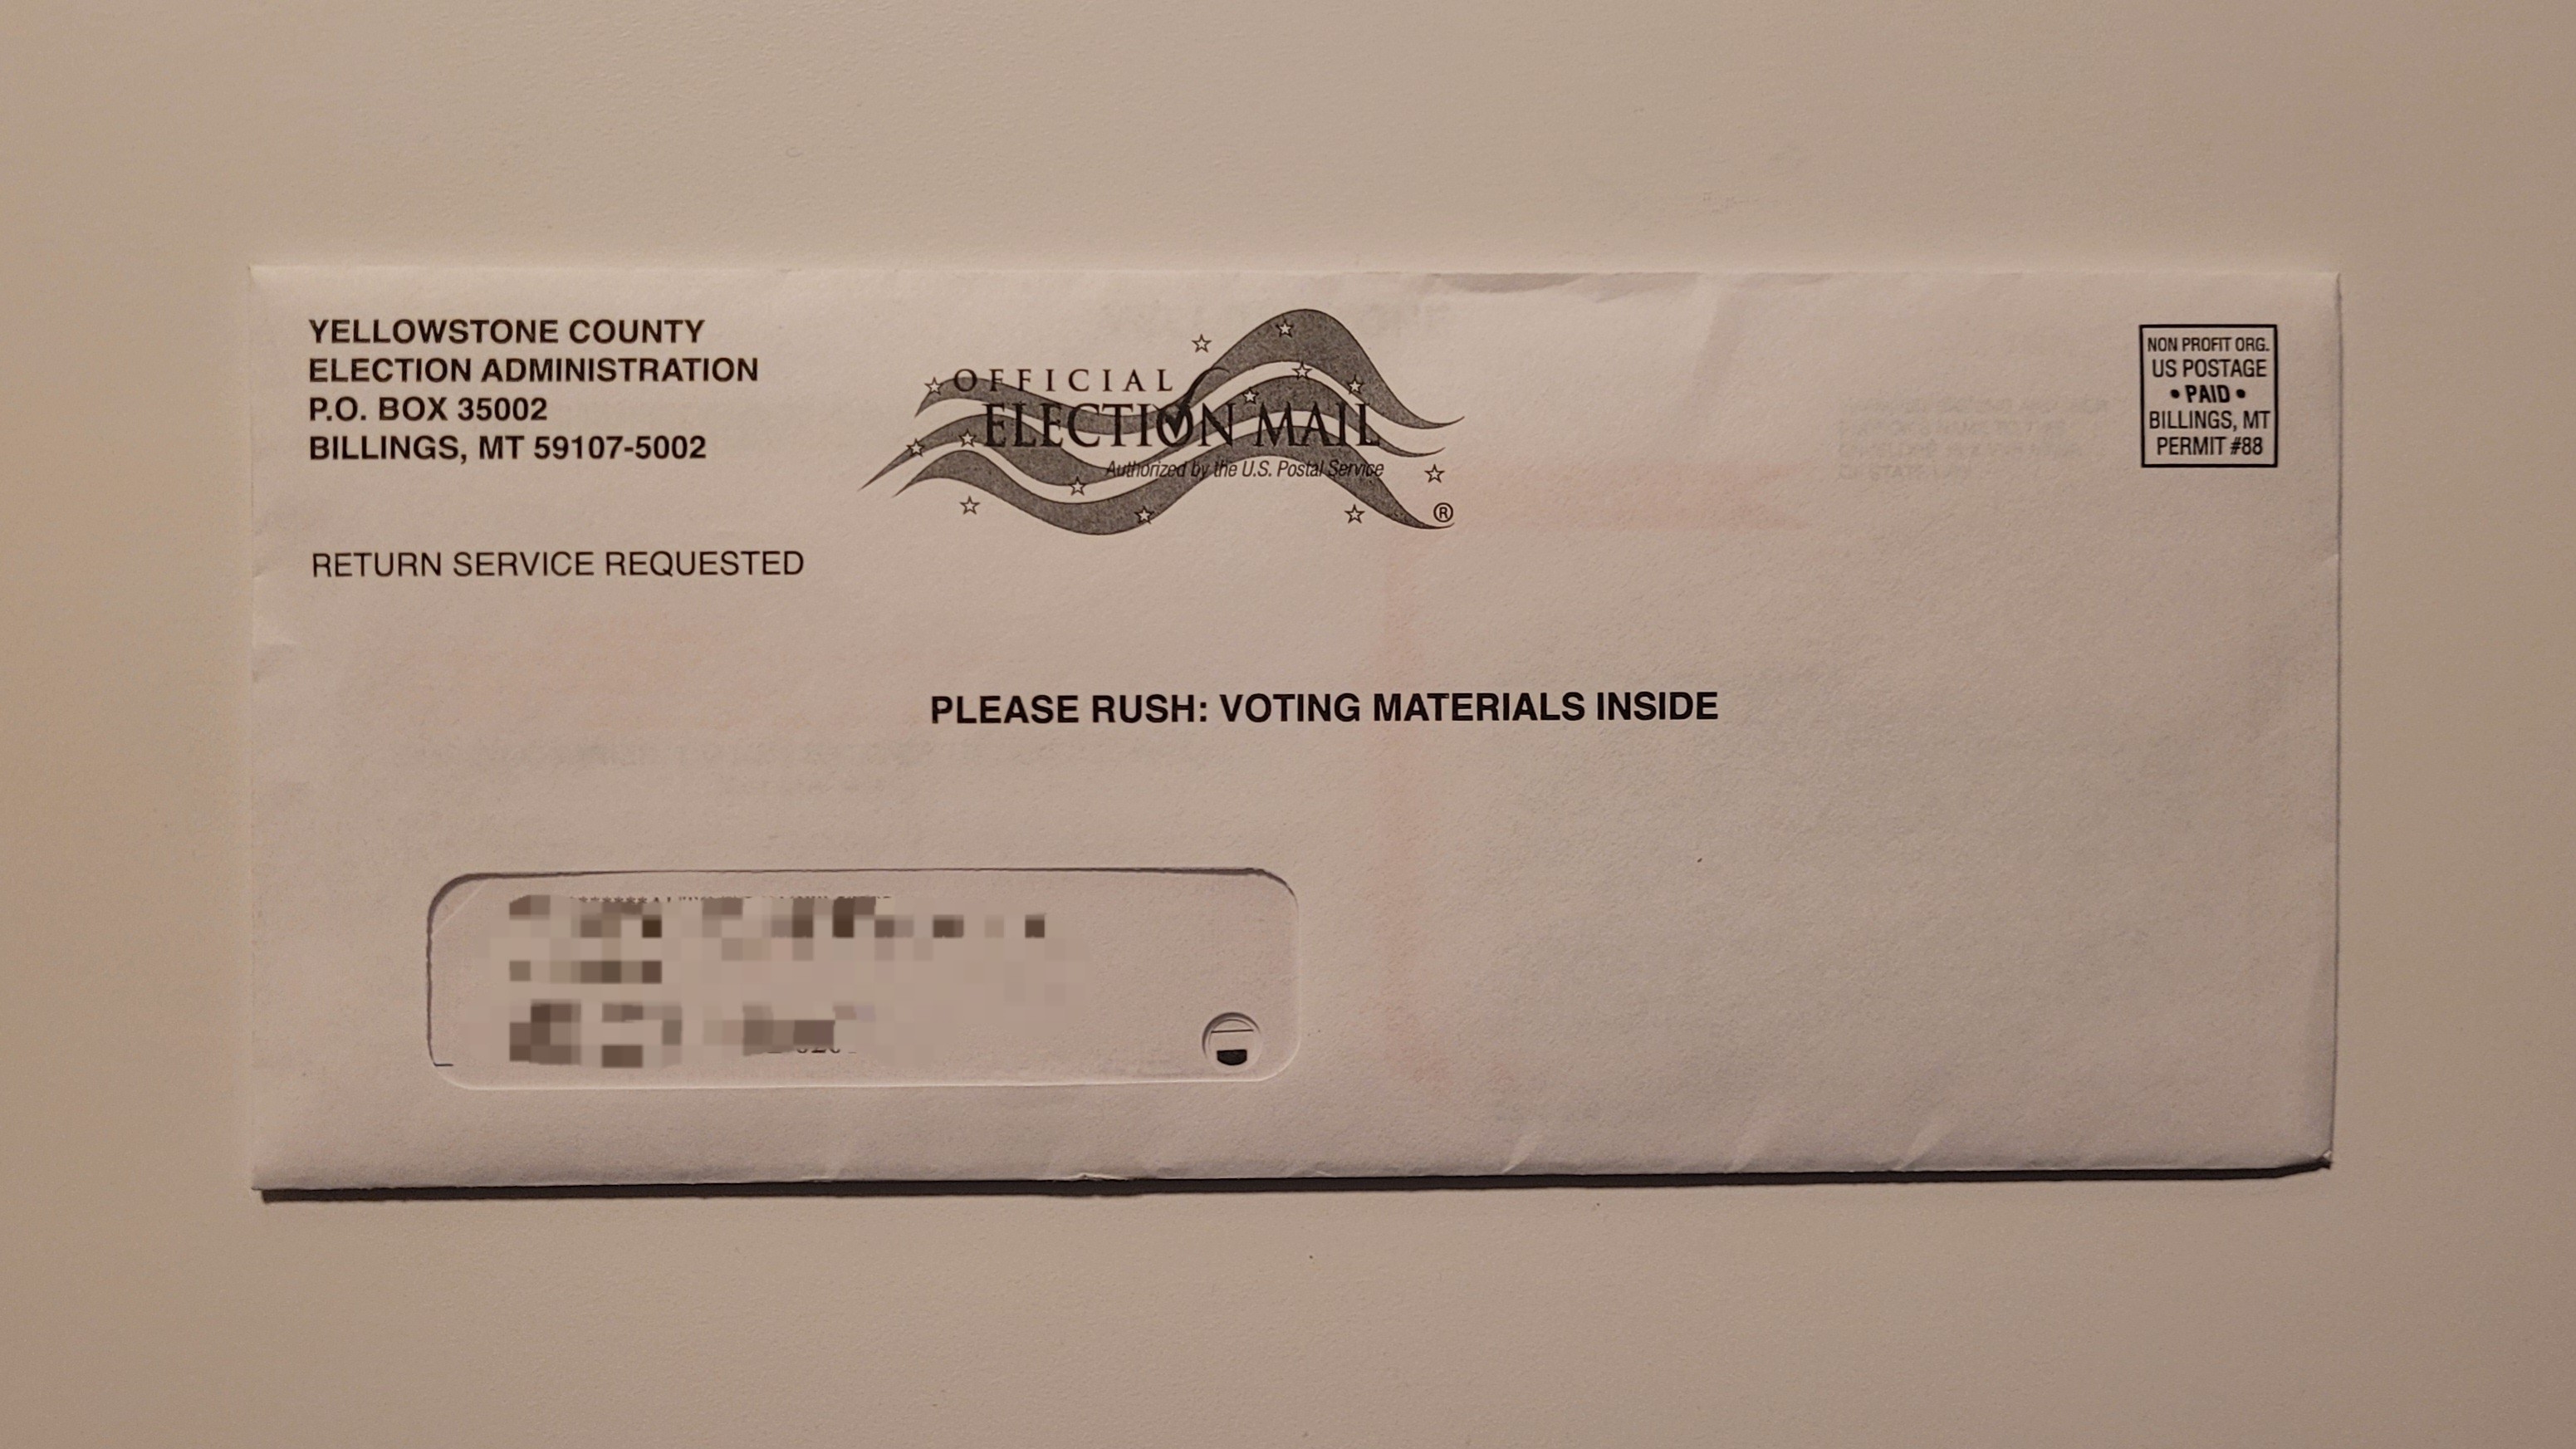 YELLOWSTONE COUNTY
ELECTION ADMINISTRATION
P.O. BOX 35002
BILLINGS, MT 59107-5002
RETURN SERVICE REQUESTED
OFFICIAL
ELECTION MAIL
Authorized by the U.S. Postal Service
®
NON PROFIT ORG.
US POSTAGE
• PAID •
BILLINGS, MT
PERMIT #88
PLEASE RUSH: VOTING MATERIALS INSIDE